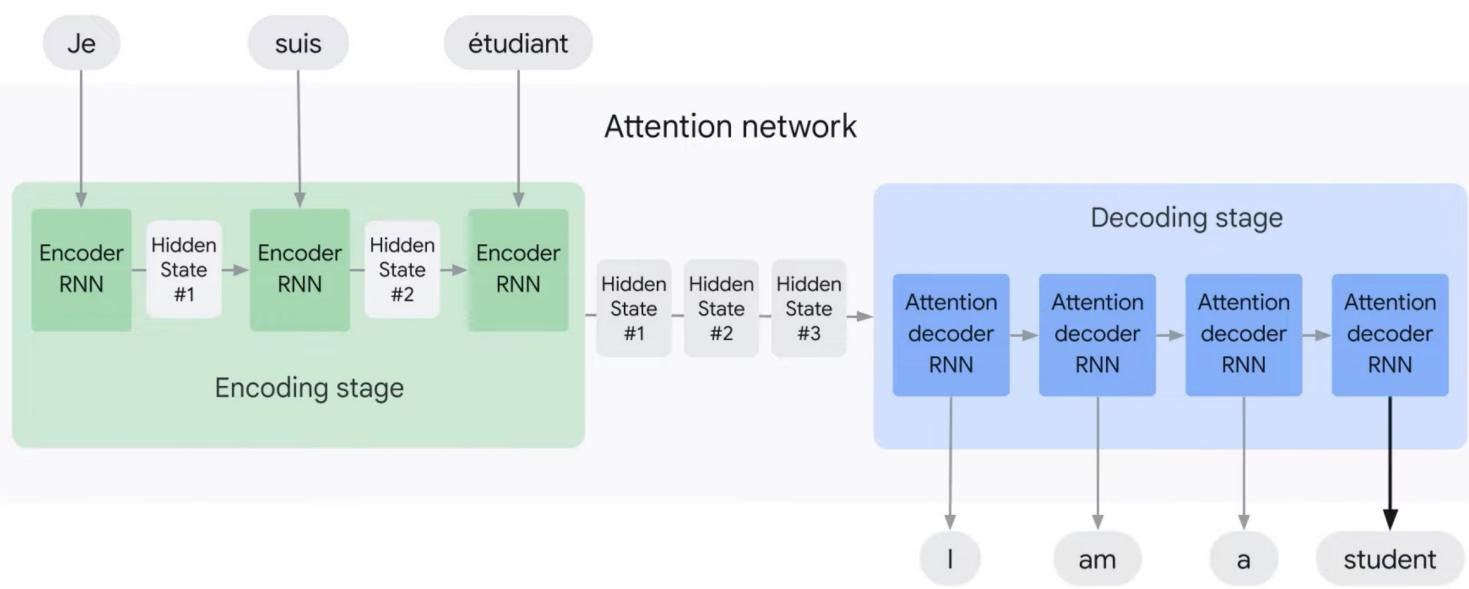 Je
suis
étudiant
Attention network
Encoder
RNN
Hidden
State
#1
Encoder
RNN
Hidden
State
#2
Encoder
RNN
Encoding stage
Hidden
State
#1
Hidden
State
#2
Hidden
State
#3
Decoding stage
Attention
decoder
RNN
Attention
decoder
RNN
Attention
decoder
RNN
Attention
decoder
RNN
I
am
a
student